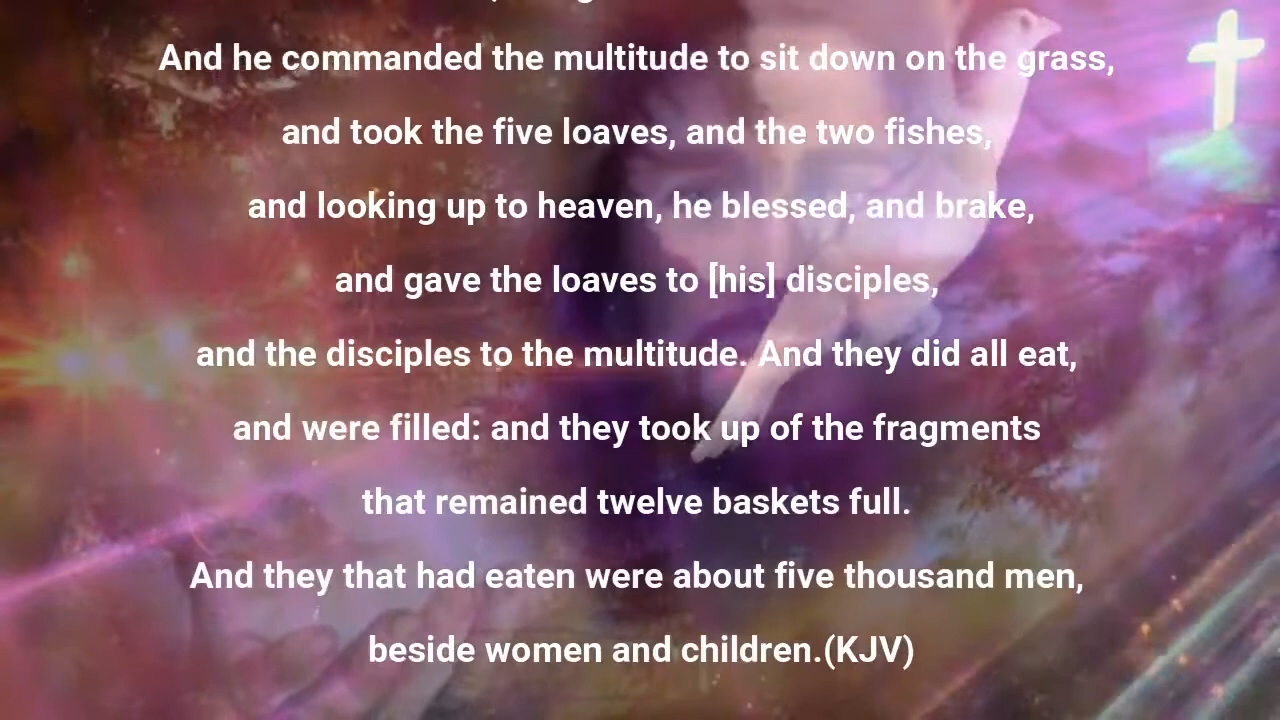 And he commanded the multitude to sit down on the grass,
and took the five loaves, and the two fishes,
and looking up to heaven, he blessed, and brake,
and gave the loaves to [his] disciples,
and the disciples to the multitude. And they did all eat,
and were filled: and they took up of the fragments
that remained twelve baskets full.
And they that had eaten were about five thousand men,
beside women and children.(KJV)